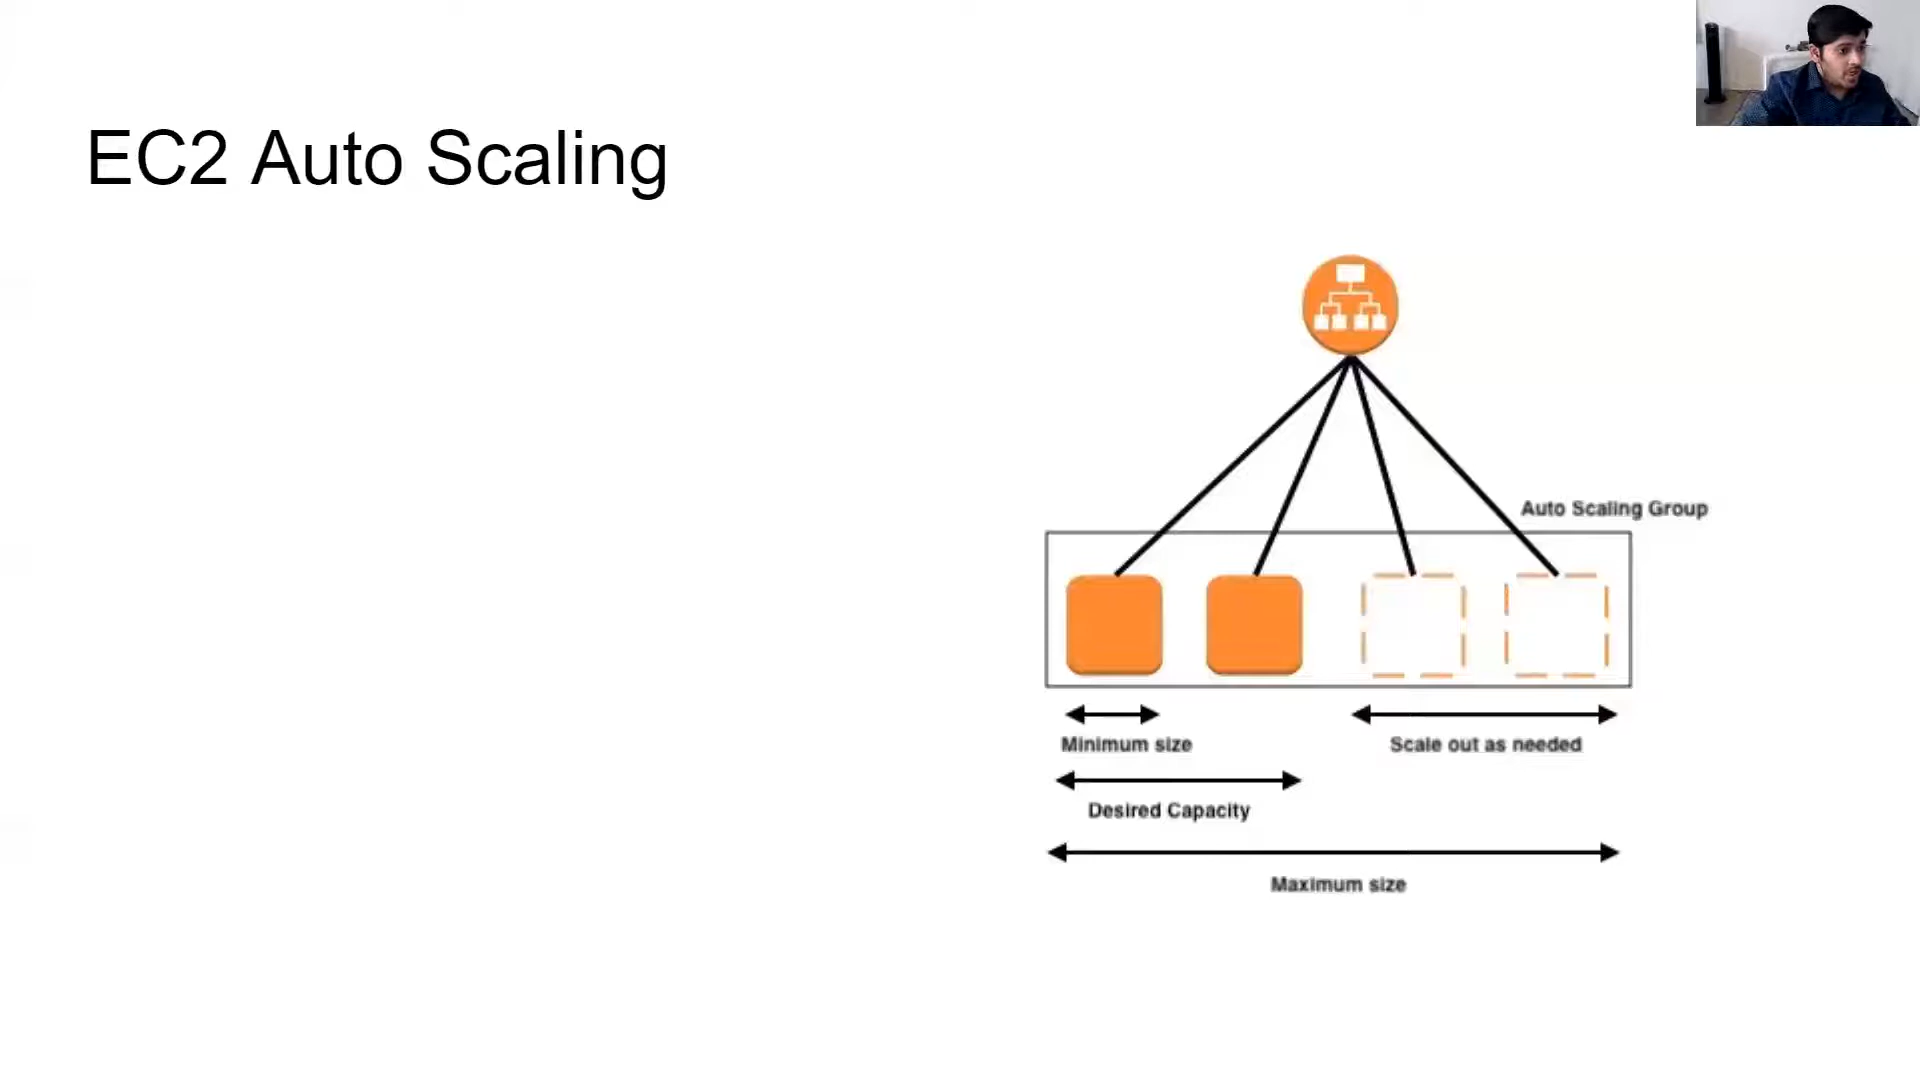 EC2 Auto Scaling
Auto Scaling Group
Minimum size
Scale out as needed
Desired Capacity
Maximum size